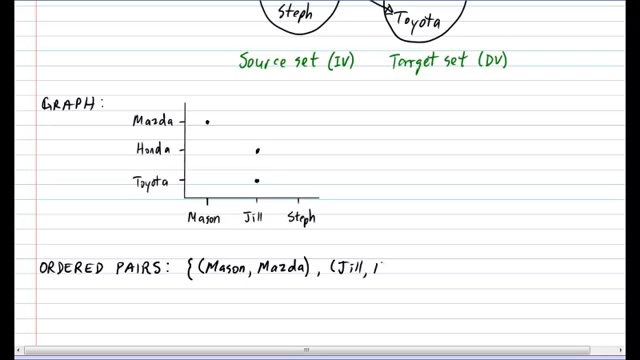 Steph
Toyota
Source set (IV) Target set (DV)
GRAPH:
Mazda
Honda
Toyota
Mason Jill Steph
ORDERED PAIRS: {(Mason, Mazda), (Jill,